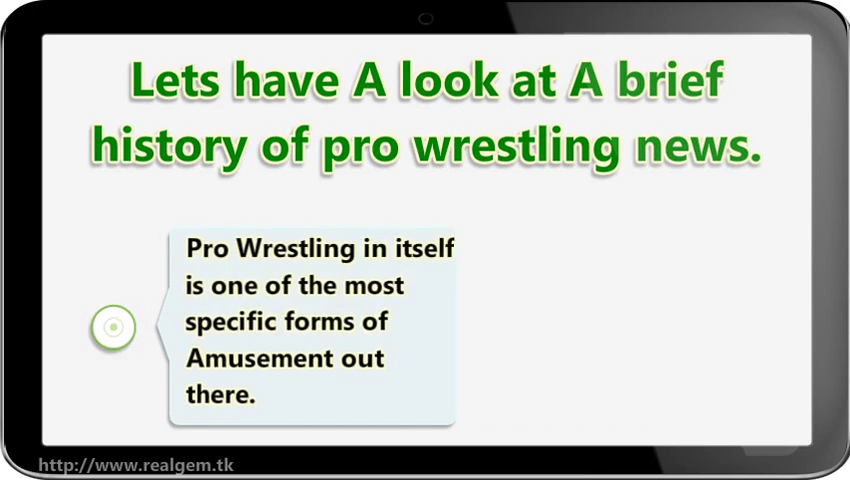 Lets have A look at A brief
history of pro wrestling news.
Pro Wrestling in itself
is one of the most
specific forms of
Amusement out
there.
http://www.realgem.tk